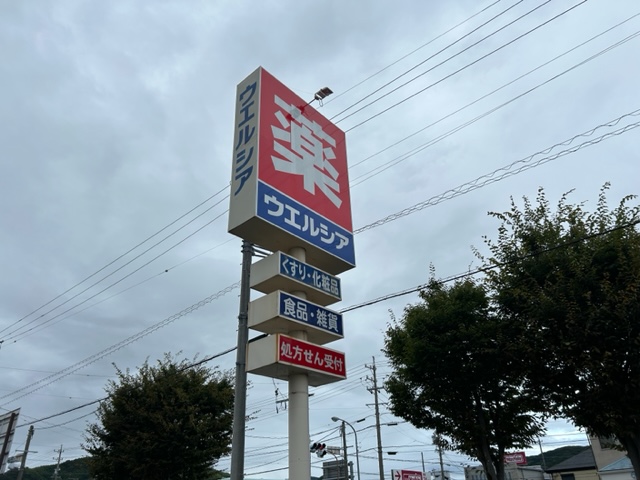 ウエルシア
薬
ウエルシア
くすり・化粧品
食品・雑貨
処方せん受付